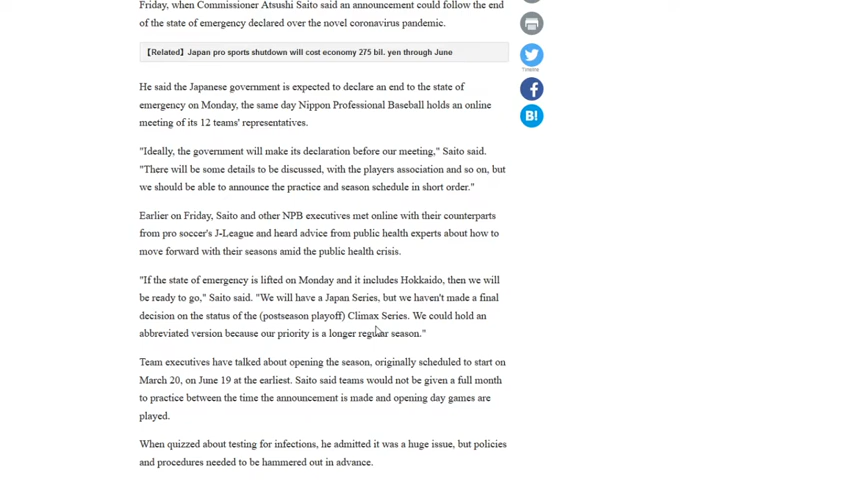 Friday, when Commissioner Atsushi Saito said an announcement could follow the end
of the state of emergency declared over the novel coronavirus pandemic.
【Related】Japan pro sports shutdown will cost economy 275 bil. yen through June
He said the Japanese government is expected to declare an end to the state of
emergency on Monday, the same day Nippon Professional Baseball holds an online
meeting of its 12 teams' representatives.
"Ideally, the government will make its declaration before our meeting," Saito said.
"There will be some details to be discussed, with the players association and so on, but
we should be able to announce the practice and season schedule in short order."
Earlier on Friday, Saito and other NPB executives met online with their counterparts
from pro soccer's J-League and heard advice from public health experts about how to
move forward with their seasons amid the public health crisis.
"If the state of emergency is lifted on Monday and it includes Hokkaido, then we will
be ready to go," Saito said. "We will have a Japan Series, but we haven't made a final
decision on the status of the (postseason playoff) Climax Series. We could hold an
abbreviated version because our priority is a longer regular season."
Team executives have talked about opening the season, originally scheduled to start on
March 20, on June 19 at the earliest. Saito said teams would not be given a full month
to practice between the time the announcement is made and opening day games are
played.
When quizzed about testing for infections, he admitted it was a huge issue, but policies
and procedures needed to be hammered out in advance.
Timeline
B!